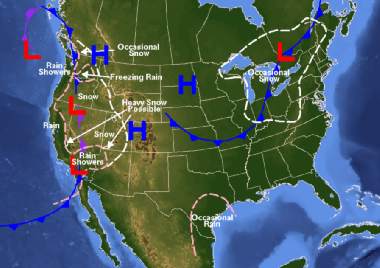 L
Rain
Showers
H
Occasional
Snow
Freezing Rain
L
Occasional
Snow
H
Snow
L
Heavy Snow
Possible
Rain
Snow
H
Rain
Showers
L
Occasional
Rain